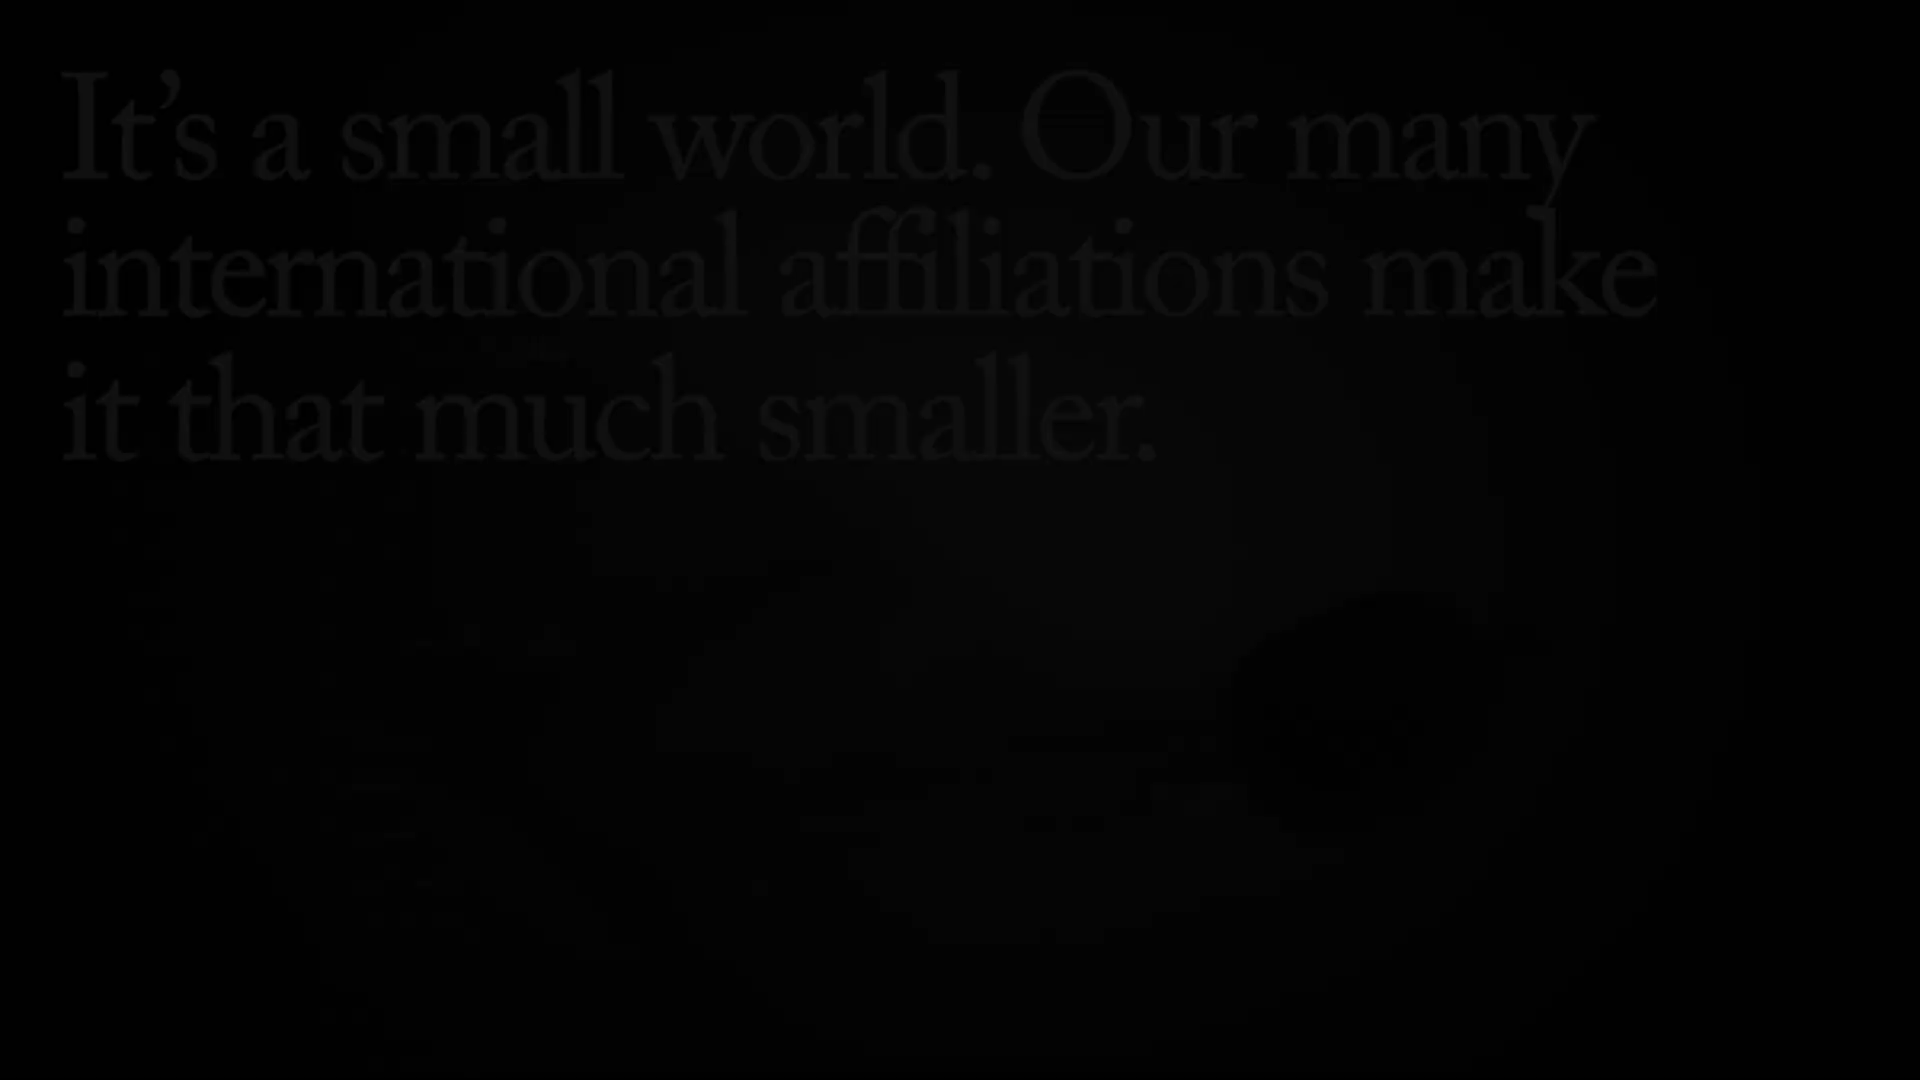 It’s a small world. Our many
international affiliations make
it that much smaller.